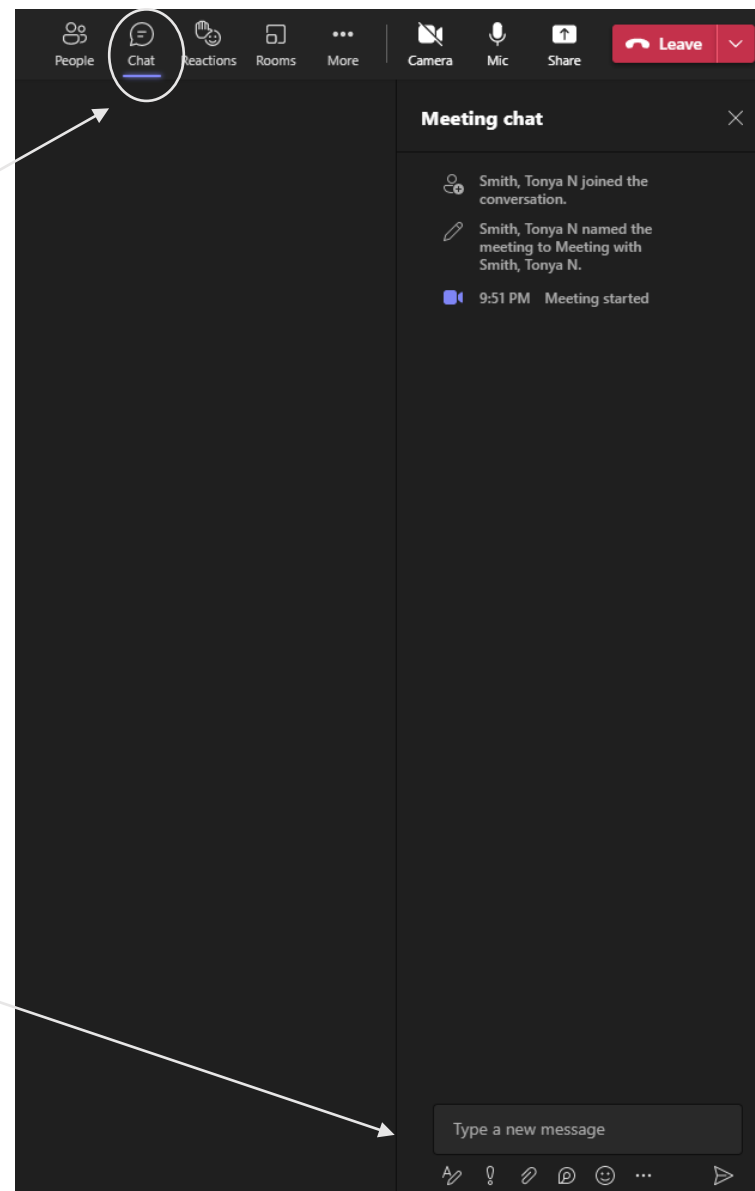 People Chat Reactions Rooms More Camera Mic Share Leave
Meeting chat
Smith, Tonya N joined the
conversation.
Smith, Tonya N named the
meeting to Meeting with
Smith, Tonya N.
9:51 PM Meeting started
Type a new message